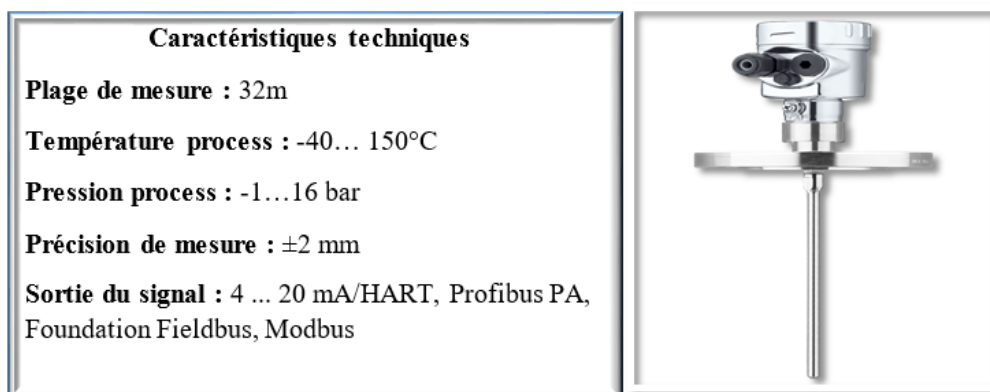 Caractéristiques techniques
Plage de mesure : 32m
Température process : -40… 150°C
Pression process : -1…16 bar
Précision de mesure : ±2 mm
Sortie du signal : 4 ... 20 mA/HART, Profibus PA,
Foundation Fieldbus, Modbus